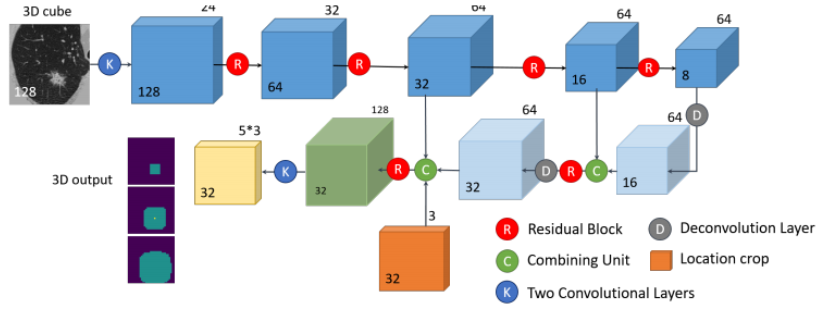 3D cube
24
32
64
64
64
128
K
128
R
64
R
32
R
16
R
8
D
5*3
128
64
64
3D output
32
K
32
R
C
32
D
R
C
16
3
32
R Residual Block
D Deconvolution Layer
C Combining Unit
Location crop
K Two Convolutional Layers